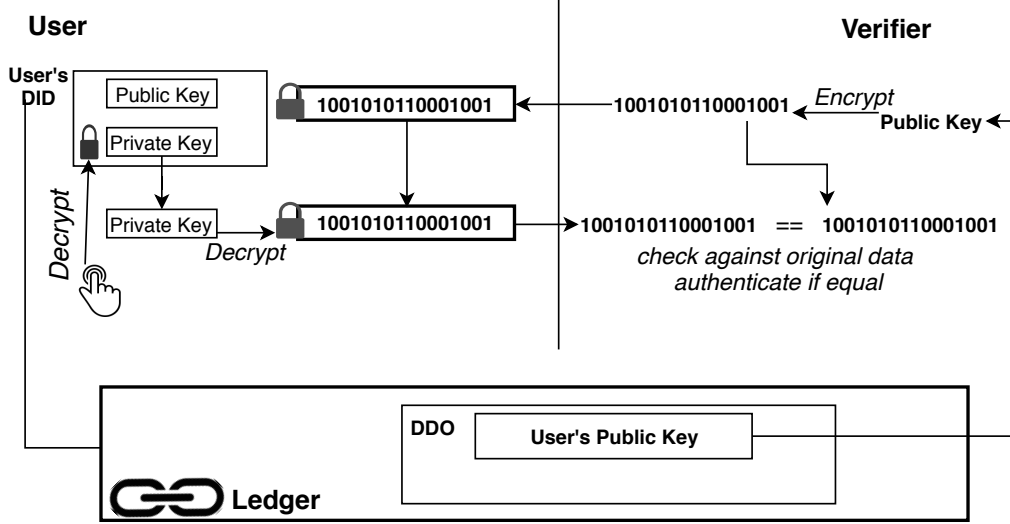 User
Verifier
User's
DID
Public Key
1001010110001001
1001010110001001
Encrypt
Public Key
Private Key
Decrypt
Private Key
Decrypt
1001010110001001
1001010110001001 == 1001010110001001
check against original data
authenticate if equal
DDO
User's Public Key
Ledger